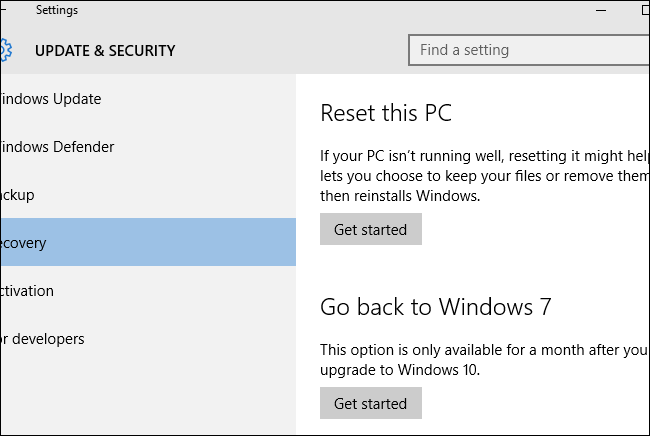 Settings
UPDATE & SECURITY
Find a setting
indows Update
indows Defender
ackup
ecovery
ctivation
or developers
Reset this PC
If your PC isn't running well, resetting it might help
lets you choose to keep your files or remove them
then reinstalls Windows.
Get started
Go back to Windows 7
This option is only available for a month after you
upgrade to Windows 10.
Get started